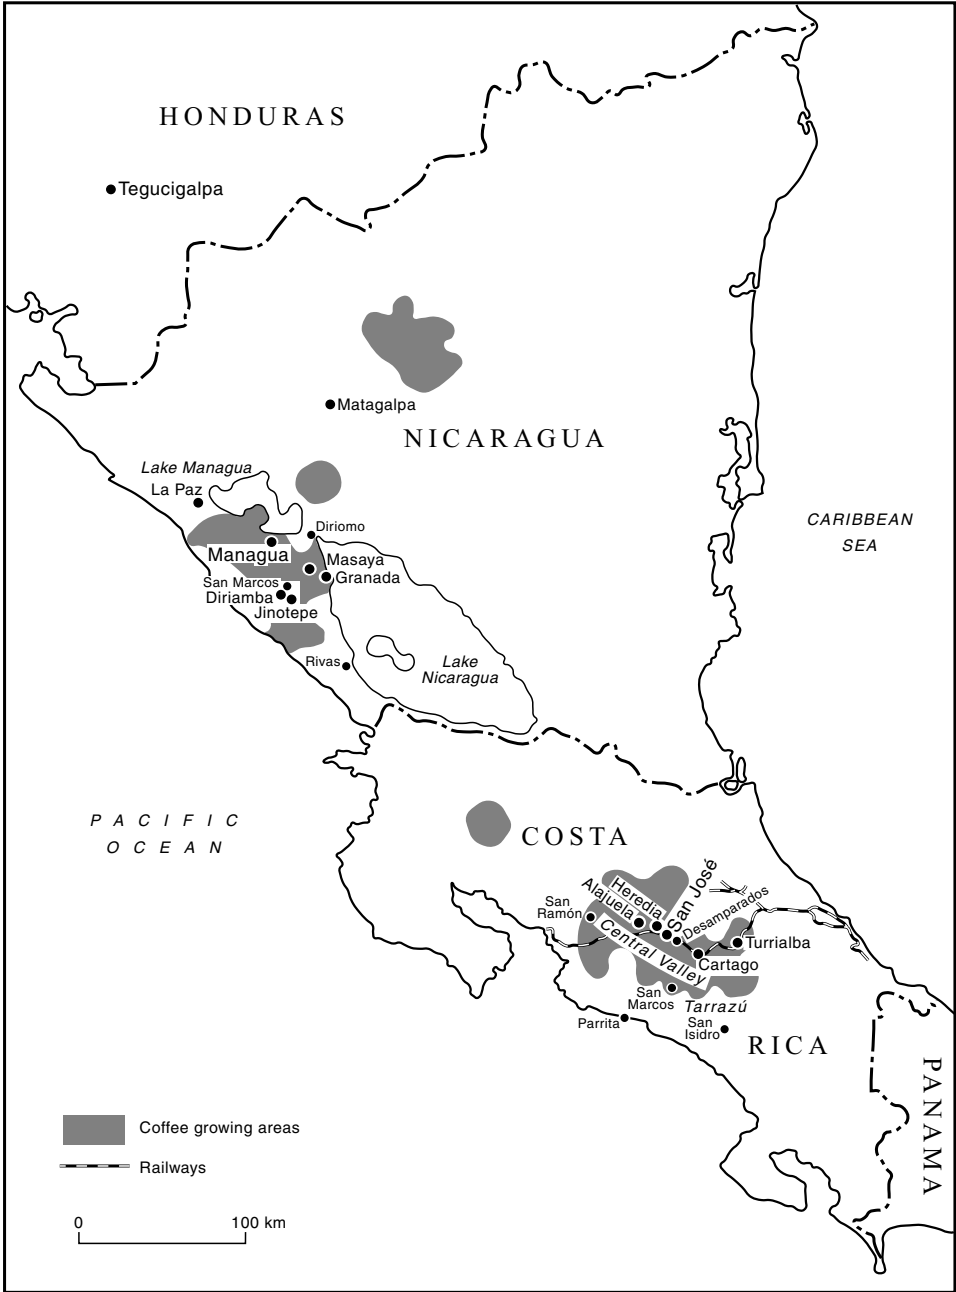 HONDURAS
Tegucigalpa
Matagalpa
NICARAGUA
Lake Managua
La Paz
CARIBBEAN
SEA
Diriomo
Managua
Masaya
Granada
San Marcos
Diriamba
Jinotepe
Rivas
Lake
Nicaragua
PACIFIC
OCEAN
COSTA
San José
Heredia
Alajuela
Desamparados
San
Ramón
Central Valley
Turrialba
Cartago
San
Marcos
Tarrazú
Parrita
San
Isidro
RICA
PANAMA
Coffee growing areas
Railways
0 100 km